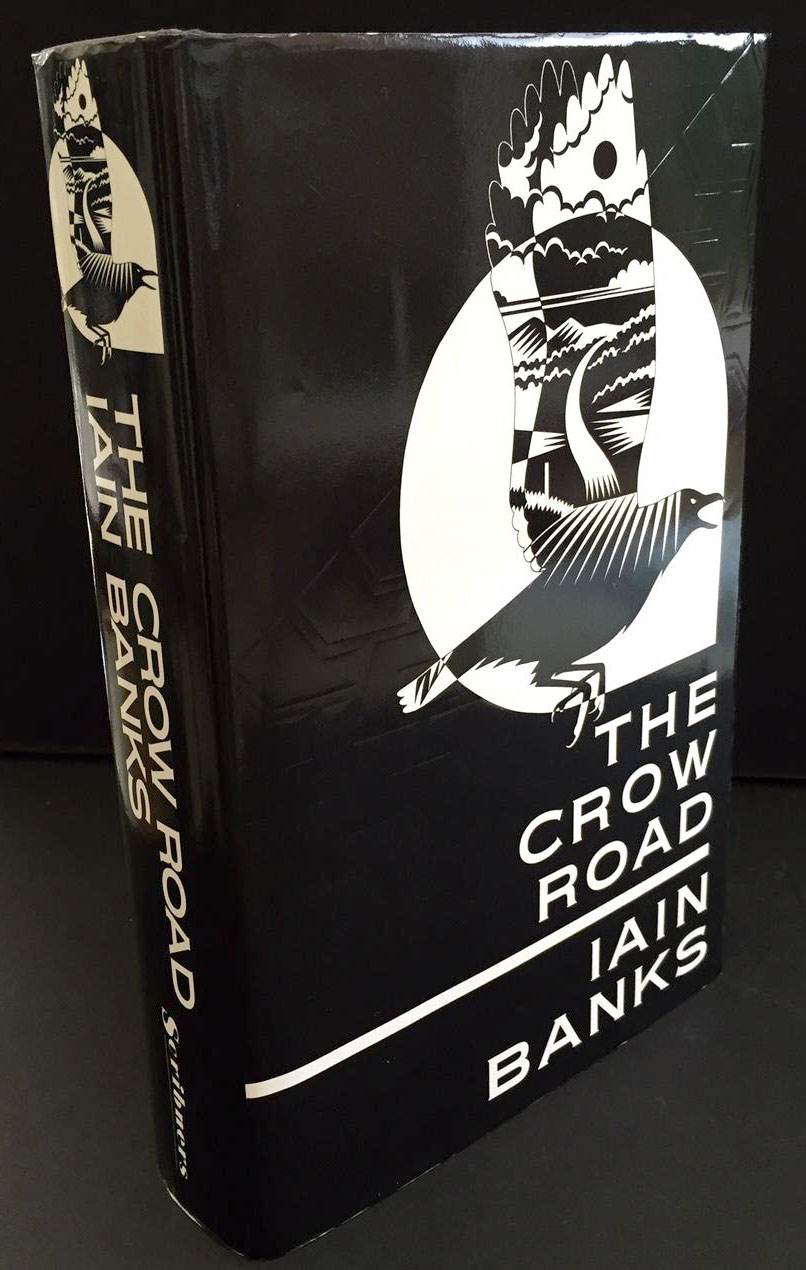 THE CROW ROAD
IAIN BANKS
Scribners
THE
CROW
ROAD
IAIN
BANKS